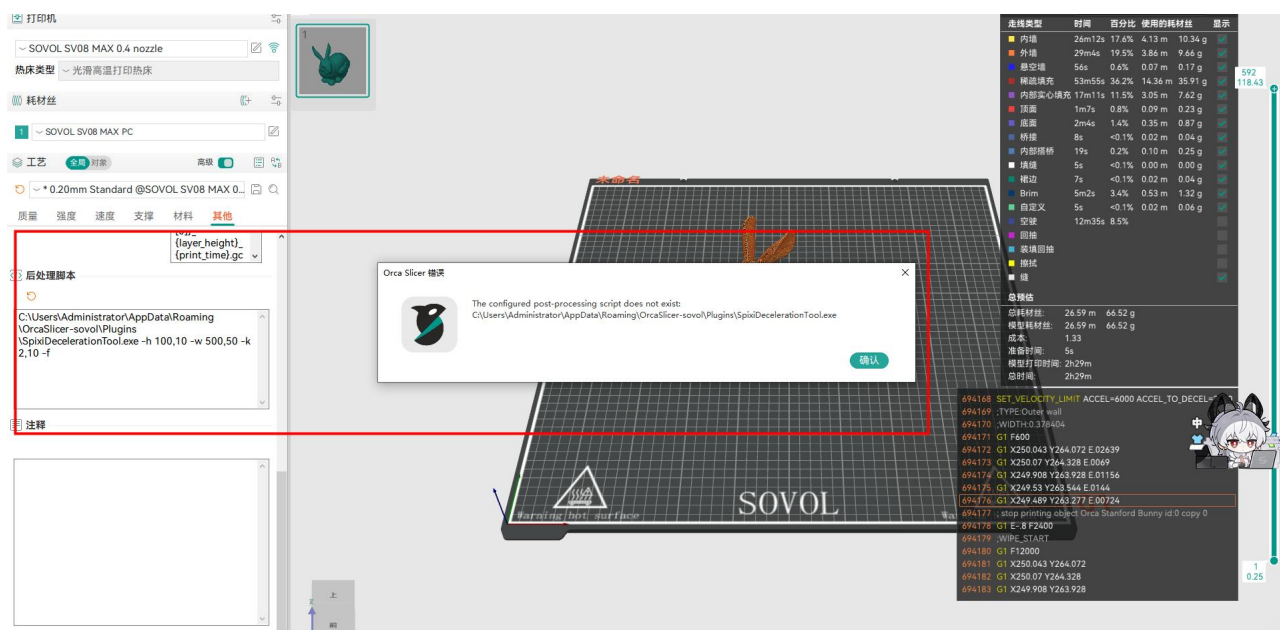 打印机
SOVOL SV08 MAX 0.4 nozzle
热床类型 光滑高温打印热床
耗材丝
1 SOVOL SV08 MAX PC
工艺 全局 对象 高级
* 0.20mm Standard @SOVOL SV08 MAX 0...
质量 强度 速度 支撑 材料 其他
{layer_height}_
{print_time}.gc
后处理脚本
C:\Users\Administrator\AppData\Roaming
\OrcaSlicer-sovol\Plugins
\SpixiDecelerationTool.exe -h 100,10 -w 500,50 -k
2,10 -f
注释
1
未命名
Orca Slicer 错误
The configured post-processing script does not exist:
C:\Users\Administrator\AppData\Roaming\OrcaSlicer-sovol\Plugins\SpixiDecelerationTool.exe
确认
SOVOL
Warning hot surface
上
前
走线类型 时间 百分比 使用的耗材丝 显示
内墙 26m12s 17.6% 4.13 m 10.34 g
外墙 29m4s 19.5% 3.86 m 9.66 g
悬空墙 56s 0.6% 0.07 m 0.17 g
稀疏填充 53m55s 36.2% 14.36 m 35.91 g
内部实心填充 17m11s 11.5% 3.05 m 7.62 g
顶面 1m7s 0.8% 0.09 m 0.23 g
底面 2m4s 1.4% 0.35 m 0.87 g
桥接 8s <0.1% 0.02 m 0.04 g
内部搭桥 19s 0.2% 0.10 m 0.25 g
填缝 5s <0.1% 0.00 m 0.00 g
裙边 7s <0.1% 0.02 m 0.04 g
Brim 5m2s 3.4% 0.53 m 1.32 g
自定义 5s <0.1% 0.02 m 0.06 g
空驶 12m35s 8.5%
回抽
装填回抽
擦拭
缝
总预估
总耗材丝: 26.59 m 66.52 g
模型耗材丝: 26.59 m 66.52 g
成本: 1.33
准备时间: 5s
模型打印时间: 2h29m
总时间: 2h29m
592
118.43
694168 SET_VELOCITY_LIMIT ACCEL=6000 ACCEL_TO_DECEL=
694169 ;TYPE:Outer wall
694170 ;WIDTH:0.378404
694171 G1 F600
694172 G1 X250.043 Y264.072 E.02639
694173 G1 X250.07 Y264.328 E.0069
694174 G1 X249.908 Y263.928 E.01156
694175 G1 X249.53 Y263.544 E.0144
694176 G1 X249.489 Y263.277 E.00724
694177 ; stop printing object Orca Stanford Bunny id:0 copy 0
694178 G1 E-.8 F2400
694179 ;WIPE_START
694180 G1 F12000
694181 G1 X250.043 Y264.072
694182 G1 X250.07 Y264.328
694183 G1 X249.908 Y263.928
中
1
0.25